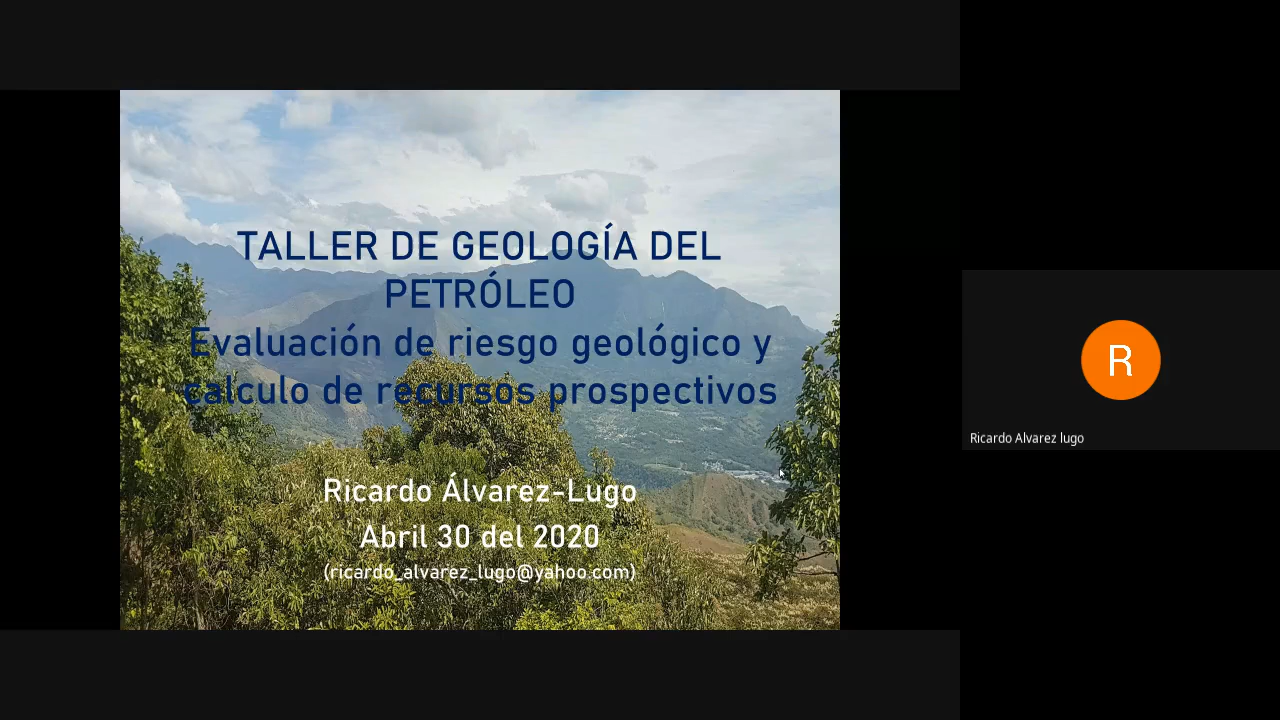 TALLER DE GEOLOGÍA DEL
PETRÓLEO
Evaluación de riesgo geológico y
calculo de recursos prospectivos
Ricardo Álvarez-Lugo
Abril 30 del 2020
(ricardo_alvarez_lugo@yahoo.com)
R
Ricardo Alvarez lugo